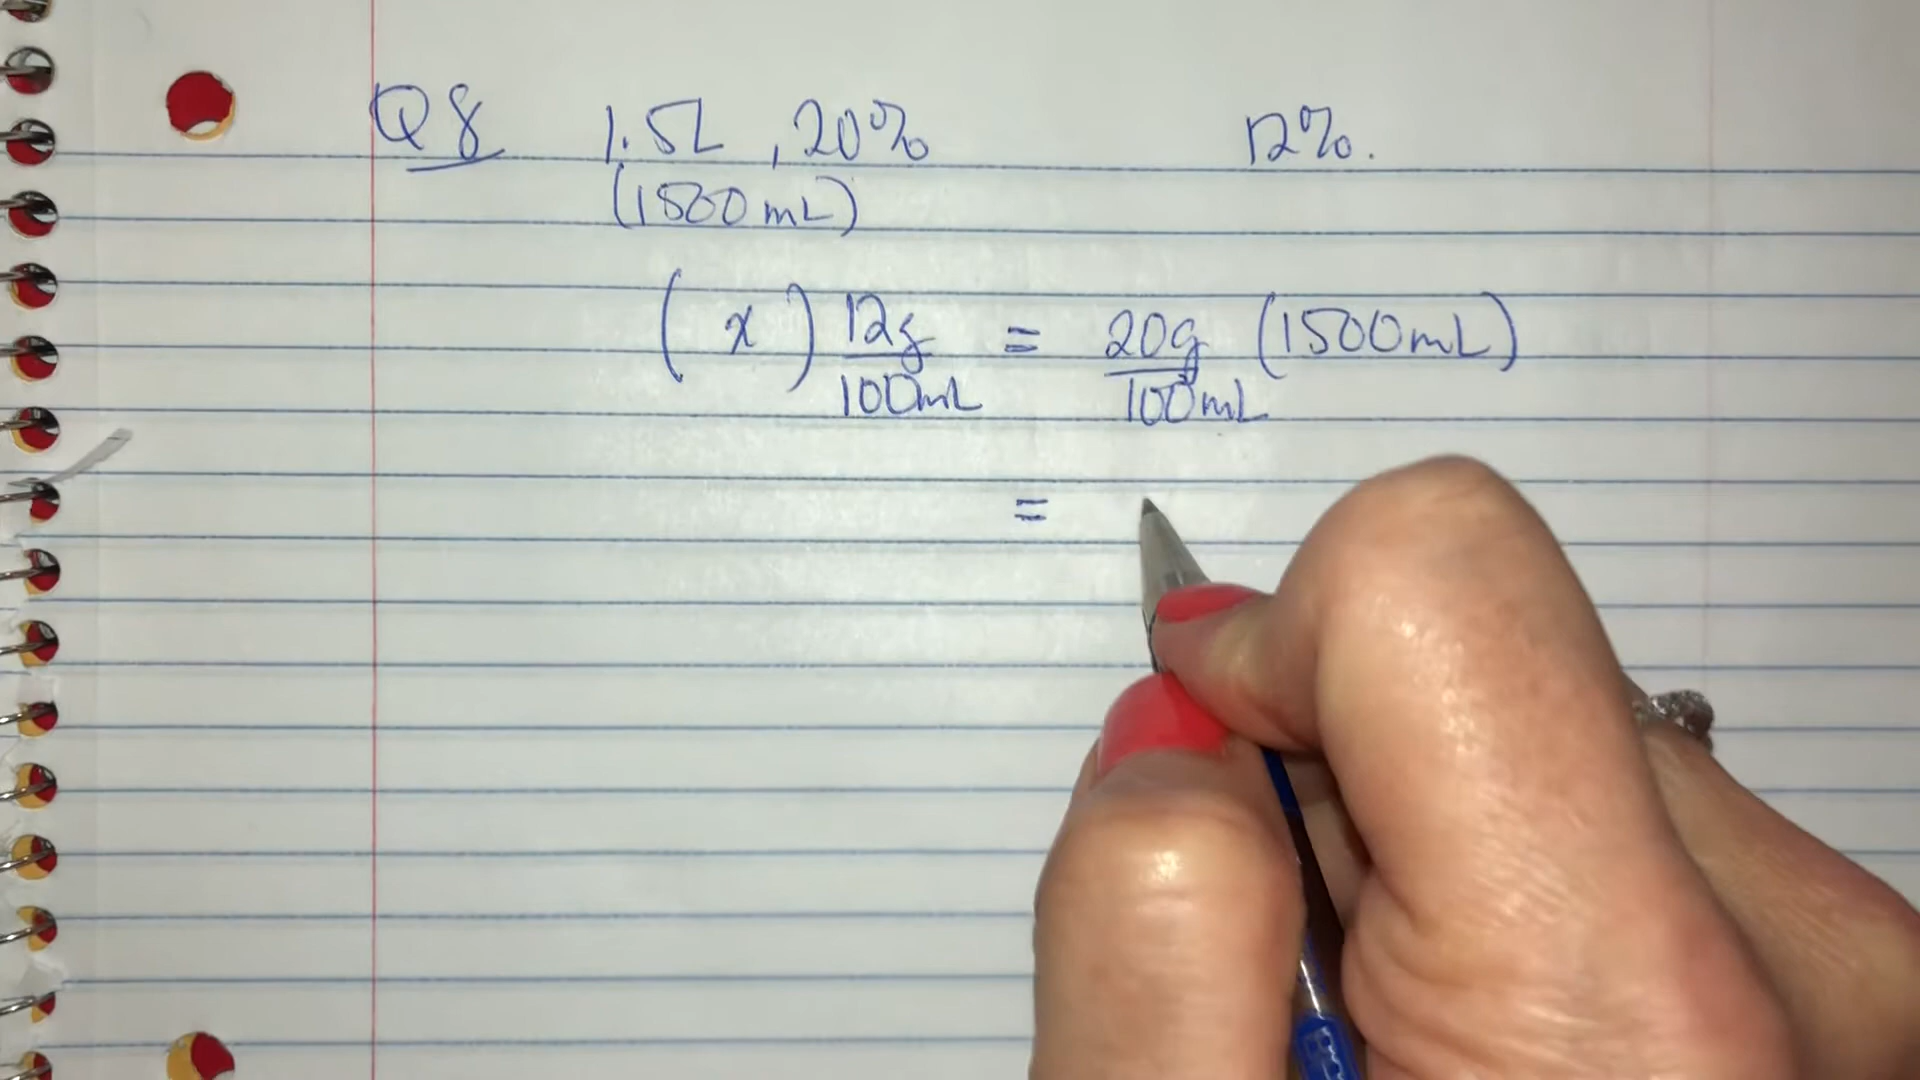 Q8 1.5L , 20% 12%.
(1500 mL)
( x ) 12g = 20g (1500mL)
100mL 100mL
=